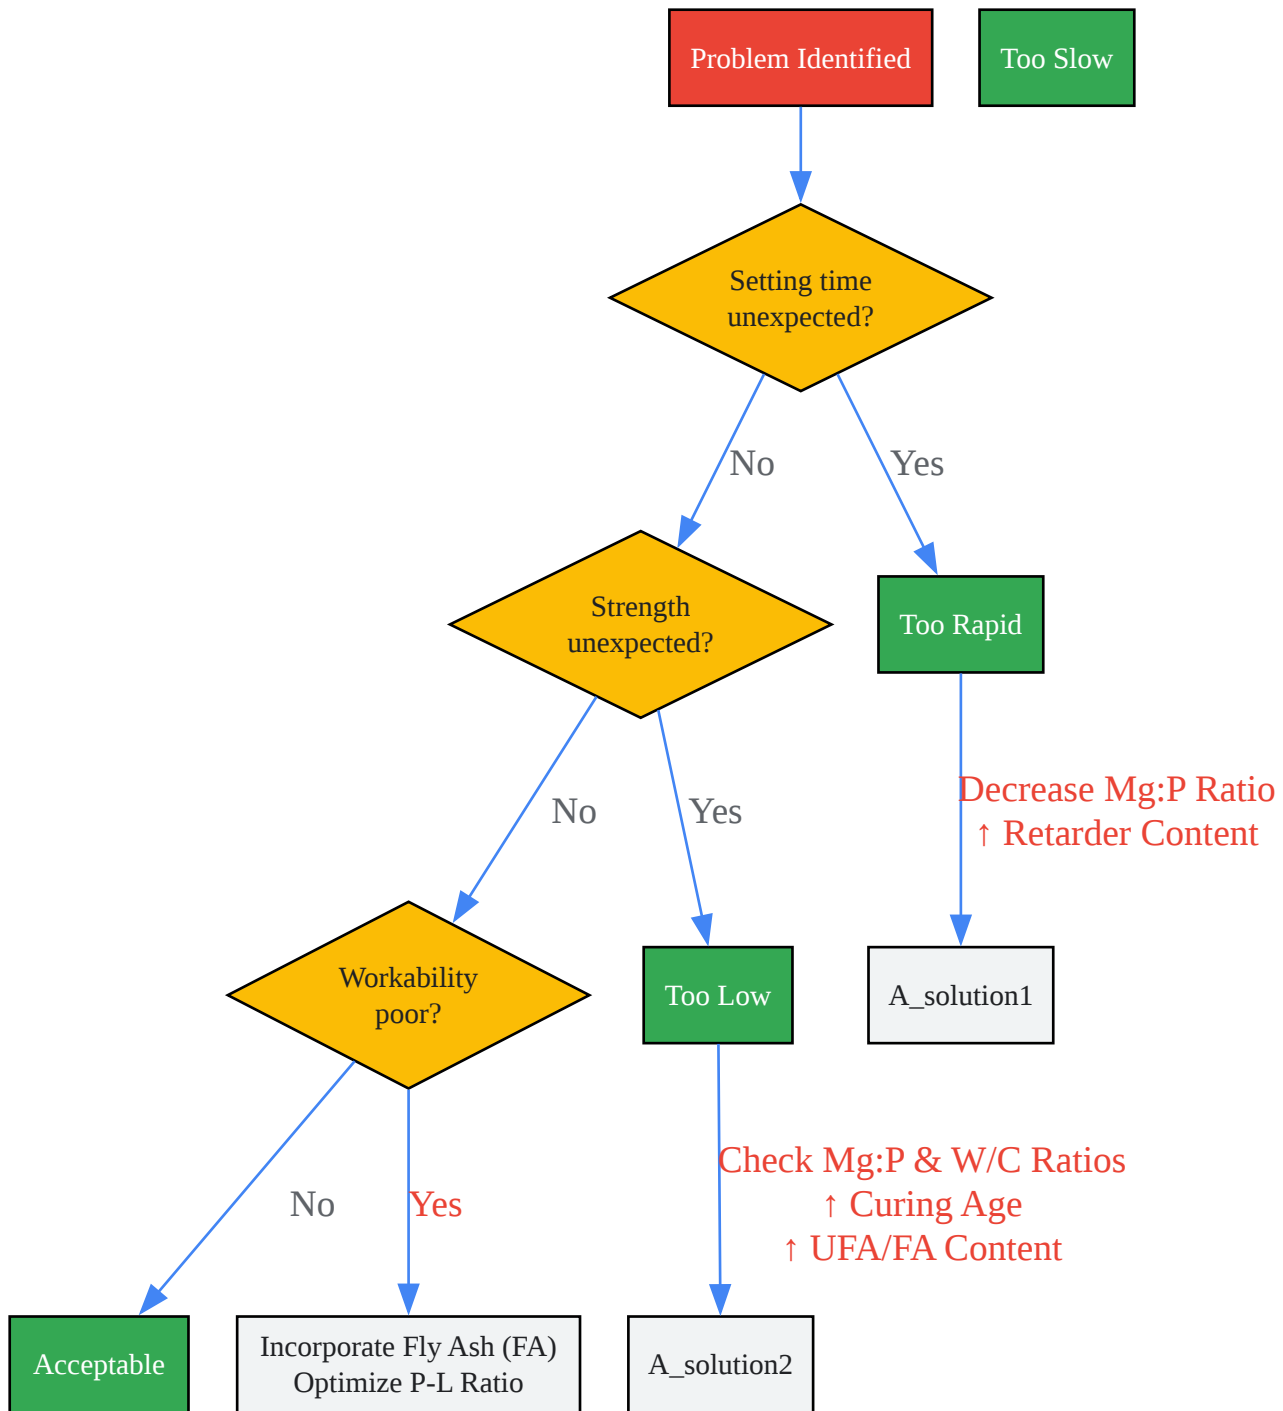 Problem Identified
Too Slow
Setting time
unexpected?
No
Yes
Strength
unexpected?
Too Rapid
No
Yes
Decrease Mg:P Ratio
↑ Retarder Content
Workability
poor?
Too Low
A_solution1
No
Yes
Check Mg:P & W/C Ratios
↑ Curing Age
↑ UFA/FA Content
Acceptable
Incorporate Fly Ash (FA)
Optimize P-L Ratio
A_solution2